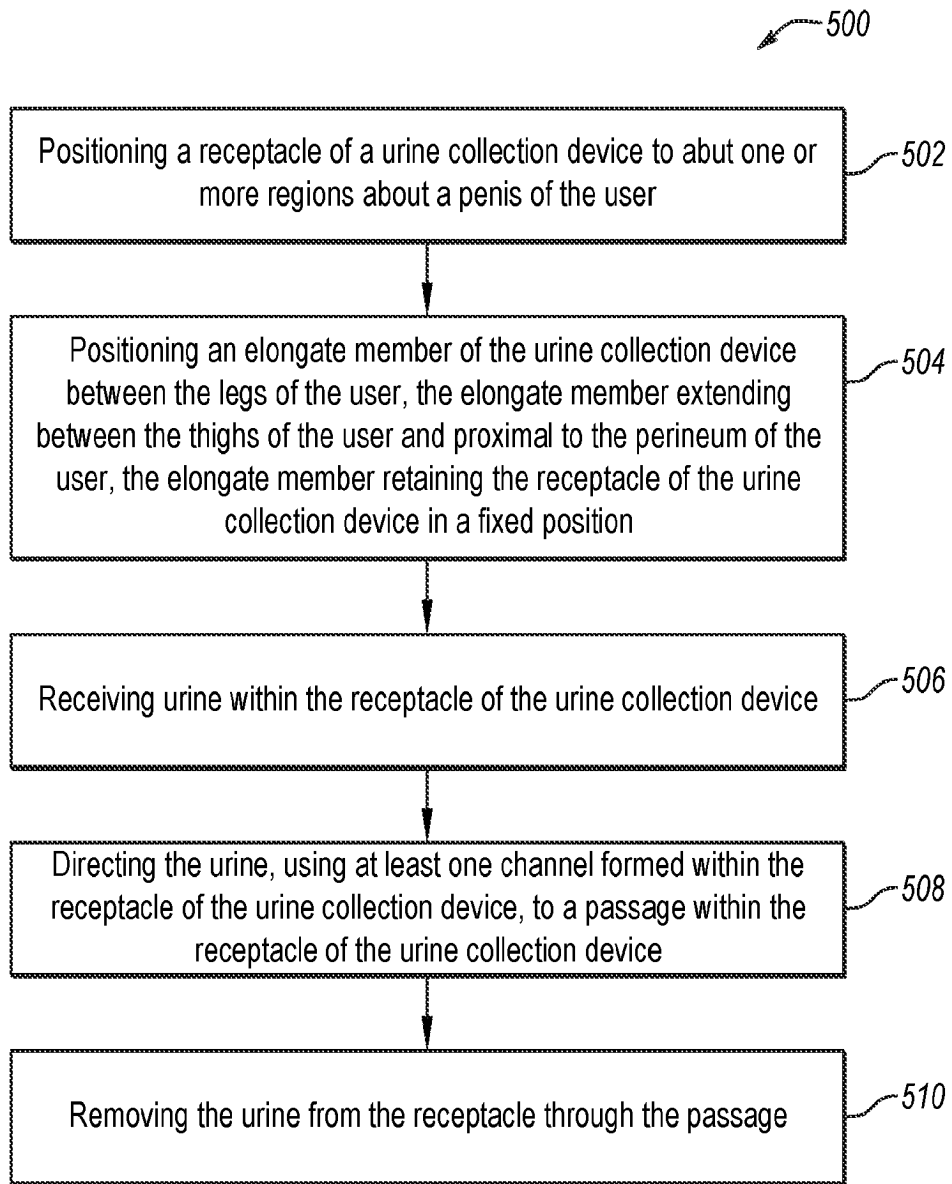 500
Positioning a receptacle of a urine collection device to abut one or
more regions about a penis of the user
502
Positioning an elongate member of the urine collection device
between the legs of the user, the elongate member extending
between the thighs of the user and proximal to the perineum of the
user, the elongate member retaining the receptacle of the urine
collection device in a fixed position
504
Receiving urine within the receptacle of the urine collection device
506
Directing the urine, using at least one channel formed within the
receptacle of the urine collection device, to a passage within the
receptacle of the urine collection device
508
Removing the urine from the receptacle through the passage
510